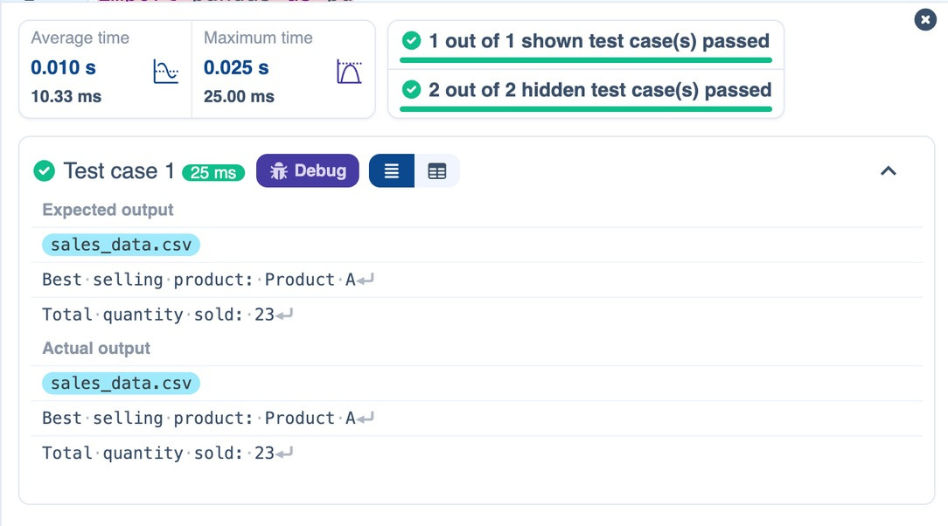 Average time
0.010 s
10.33 ms
Maximum time
0.025 s
25.00 ms
1 out of 1 shown test case(s) passed
2 out of 2 hidden test case(s) passed
Test case 1 25 ms Debug
Expected output
sales_data.csv
Best·selling·product:·Product·A↵
Total·quantity·sold:·23↵
Actual output
sales_data.csv
Best·selling·product:·Product·A↵
Total·quantity·sold:·23↵